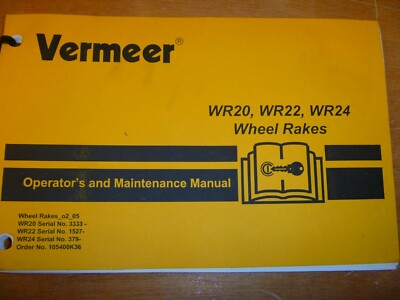 Vermeer®
WR20, WR22, WR24
Wheel Rakes
Operator's and Maintenance Manual
Wheel Rakes_o2_05
WR20 Serial No. 3333-
WR22 Serial No. 1527-
WR24 Serial No. 379-
Order No. 105400K36